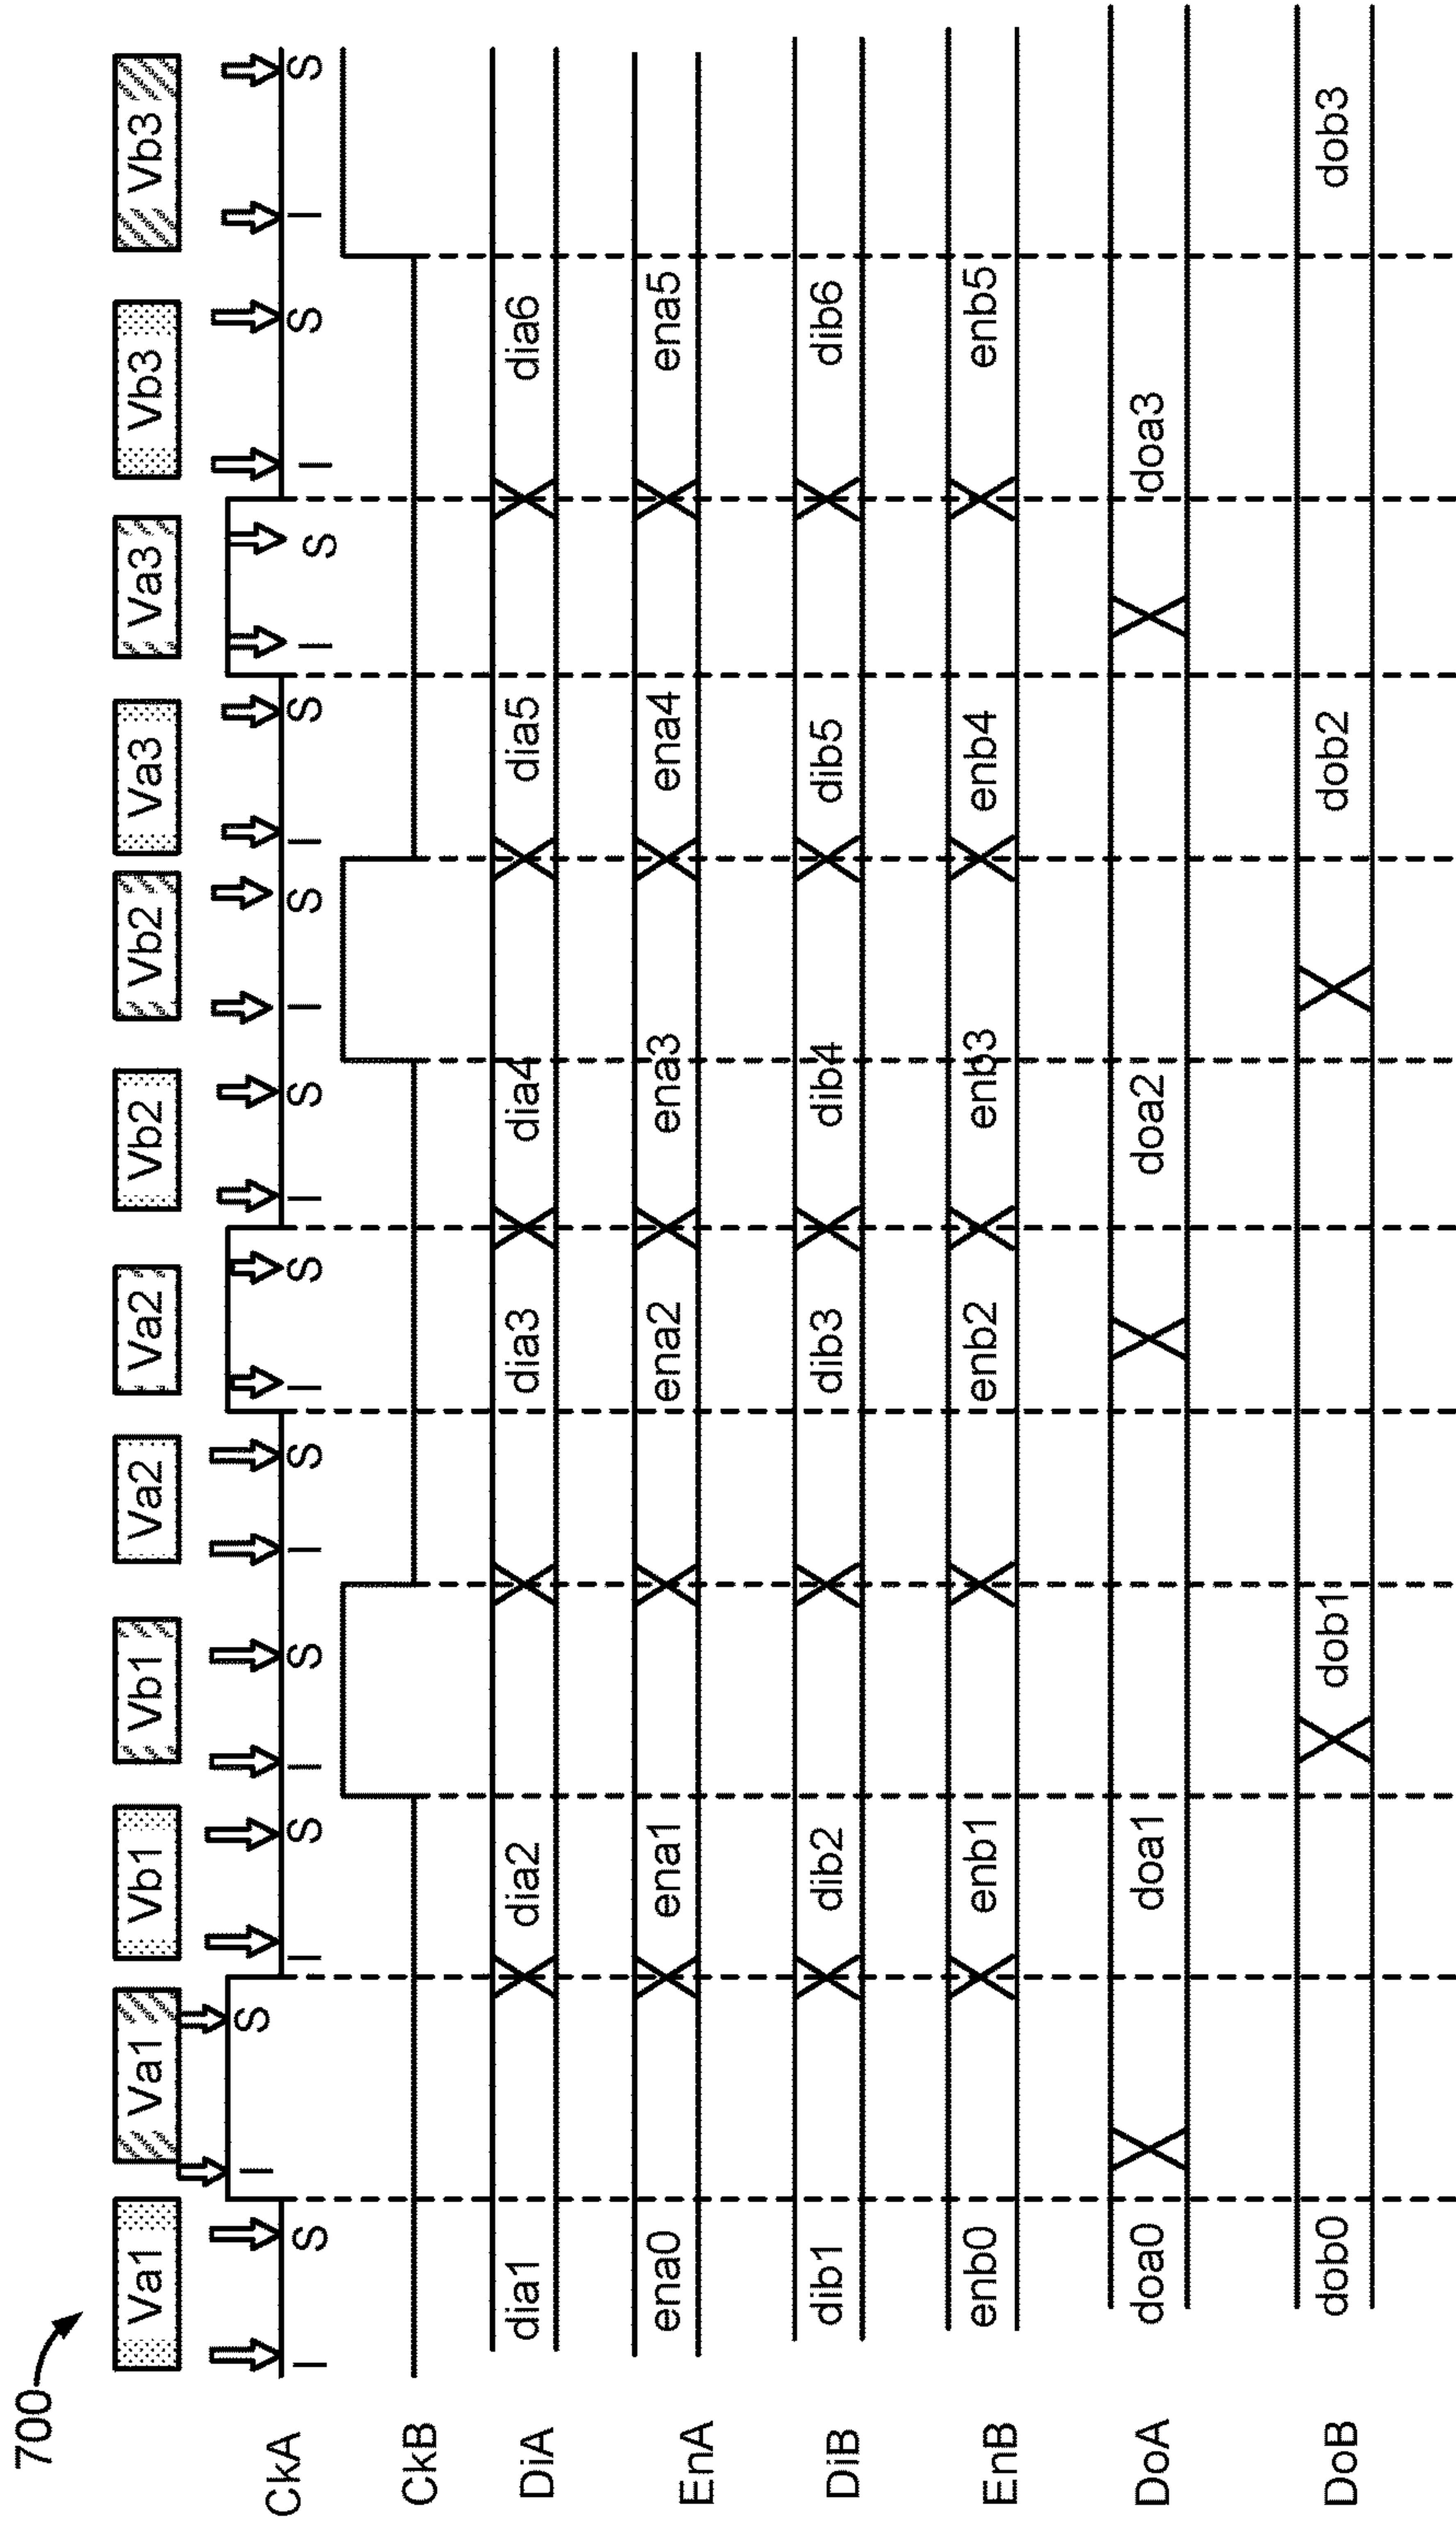 700
Va1 Va1 Vb1 Vb1 Va2 Va2 Vb2 Vb2 Va3 Va3 Vb3 Vb3
CkA I S I S I S I S I S I S I S I S I S I S I S I S
CkB
DiA dia1 dia2 dia3 dia4 dia5 dia6
EnA ena0 ena1 ena2 ena3 ena4 ena5
DiB dib1 dib2 dib3 dib4 dib5 dib6
EnB enb0 enb1 enb2 enb3 enb4 enb5
DoA doa0 doa1 doa2 doa3
DoB dob0 dob1 dob2 dob3